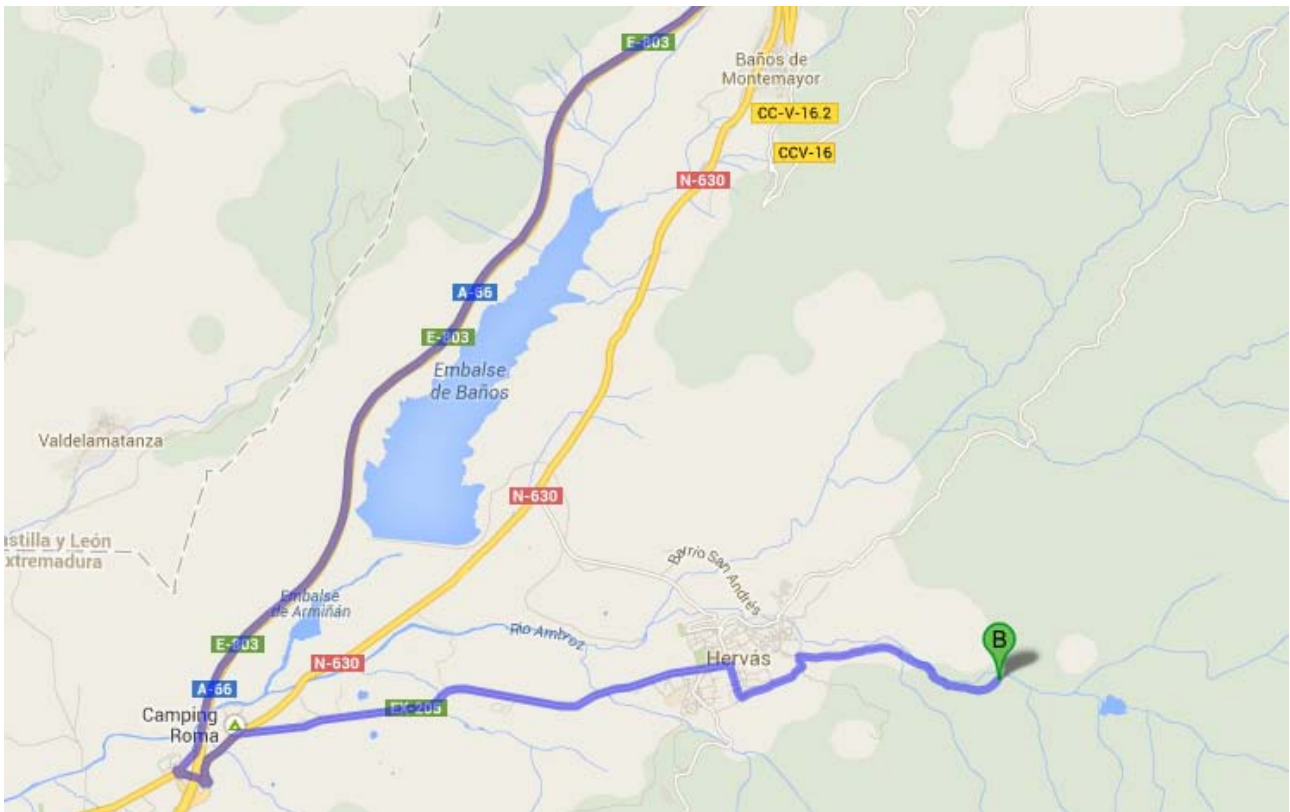 E-803
Baños de
Montemayor
CC-V-16.2
CCV-16
N-630
A-66
E-803
Embalse
de Baños
Valdelamatanza
N-630
astilla y León
xtremadura
Barrio San Andrés
Embalse
de Armiñán
Río Ambroz
E-803
N-630
Hervás
B
A-66
EX-205
Camping
Roma